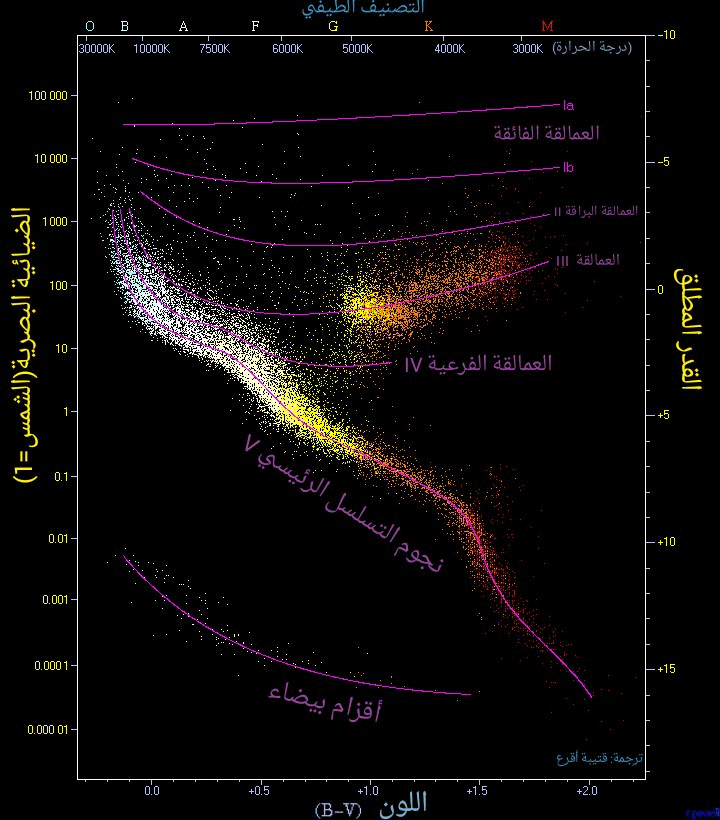 التصنيف الطيفي
O B A F G K M
30000K 10000K 7500K 6000K 5000K 4000K 3000K (درجة الحرارة)
-10
100 000
Ia
العمالقة الفائقة
10 000
-5
Ib
العمالقة البراقة II
1000
العمالقة III
100
0
10
العمالقة الفرعية IV
1
+5
0.1
نجوم التسلسل الرئيسي V
0.01
+10
0.001
0.0001
+15
أقزام بيضاء
0.000 01
الضيائية البصرية (الشمس=1)
القدر المطلق
ترجمة: قتيبة أقرع
0.0 +0.5 +1.0 +1.5 +2.0
اللون (B-V)